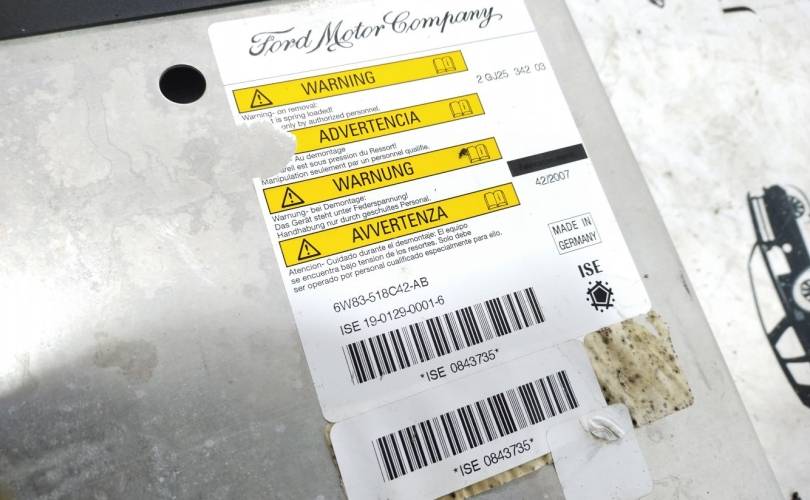 Ford Motor Company
WARNING
2 GJ25 342 03
Warning- on removal:
t is spring loaded!
only by authorized personnel.
ADVERTENCIA
Au demontage
areil est sous pression du Ressort!
Manipulation seulement par un personnel qualifie.
WARNUNG
Warnung- bei Demontage:
Das Gerät steht unter Federspannung!
Handhabung nur durch geschultes Personal.
42/2007
AVVERTENZA
Atencion- Cuidado durante el desmontaje: El equipo
se encuentra bajo tension de los resortes. Solo debe
ser operado por personal cualificado especialmente para ello.
MADE IN
GERMANY
6W83-518C42-AB
ISE
ISE 19-0129-0001-6
*ISE 0843735*
*ISE 0843735*